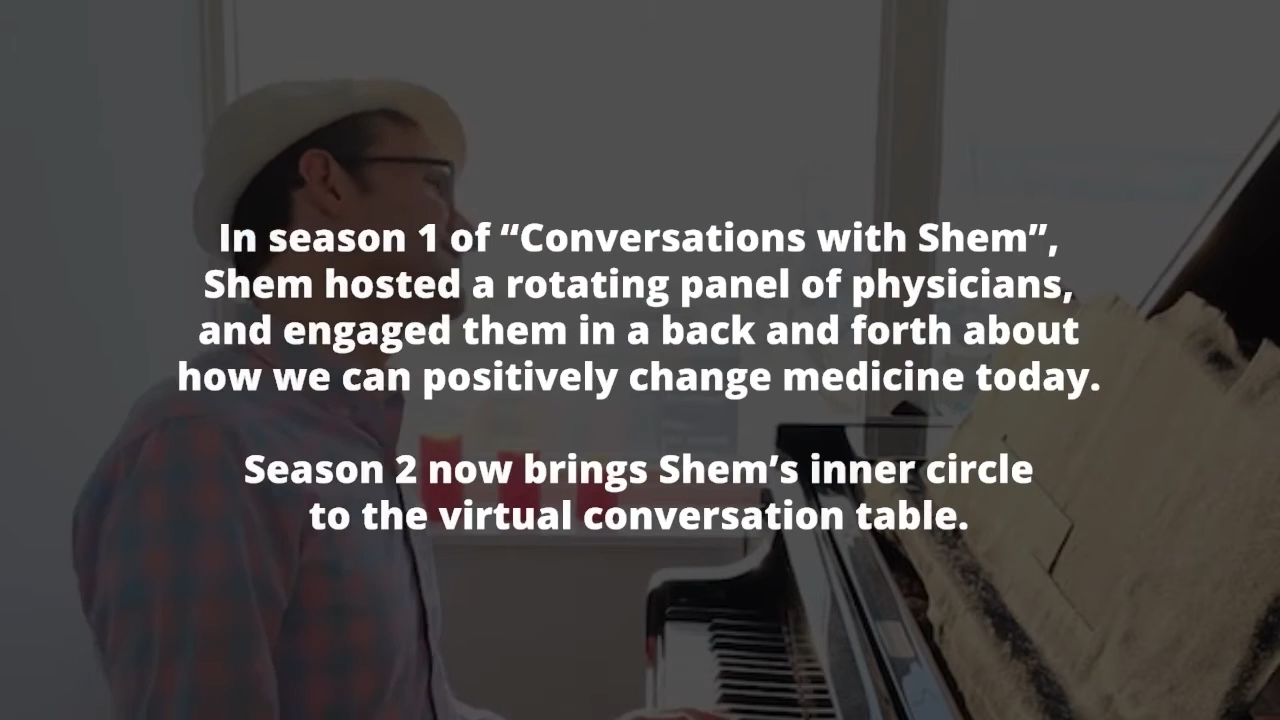 In season 1 of “Conversations with Shem”,
Shem hosted a rotating panel of physicians,
and engaged them in a back and forth about
how we can positively change medicine today.
Season 2 now brings Shem’s inner circle
to the virtual conversation table.